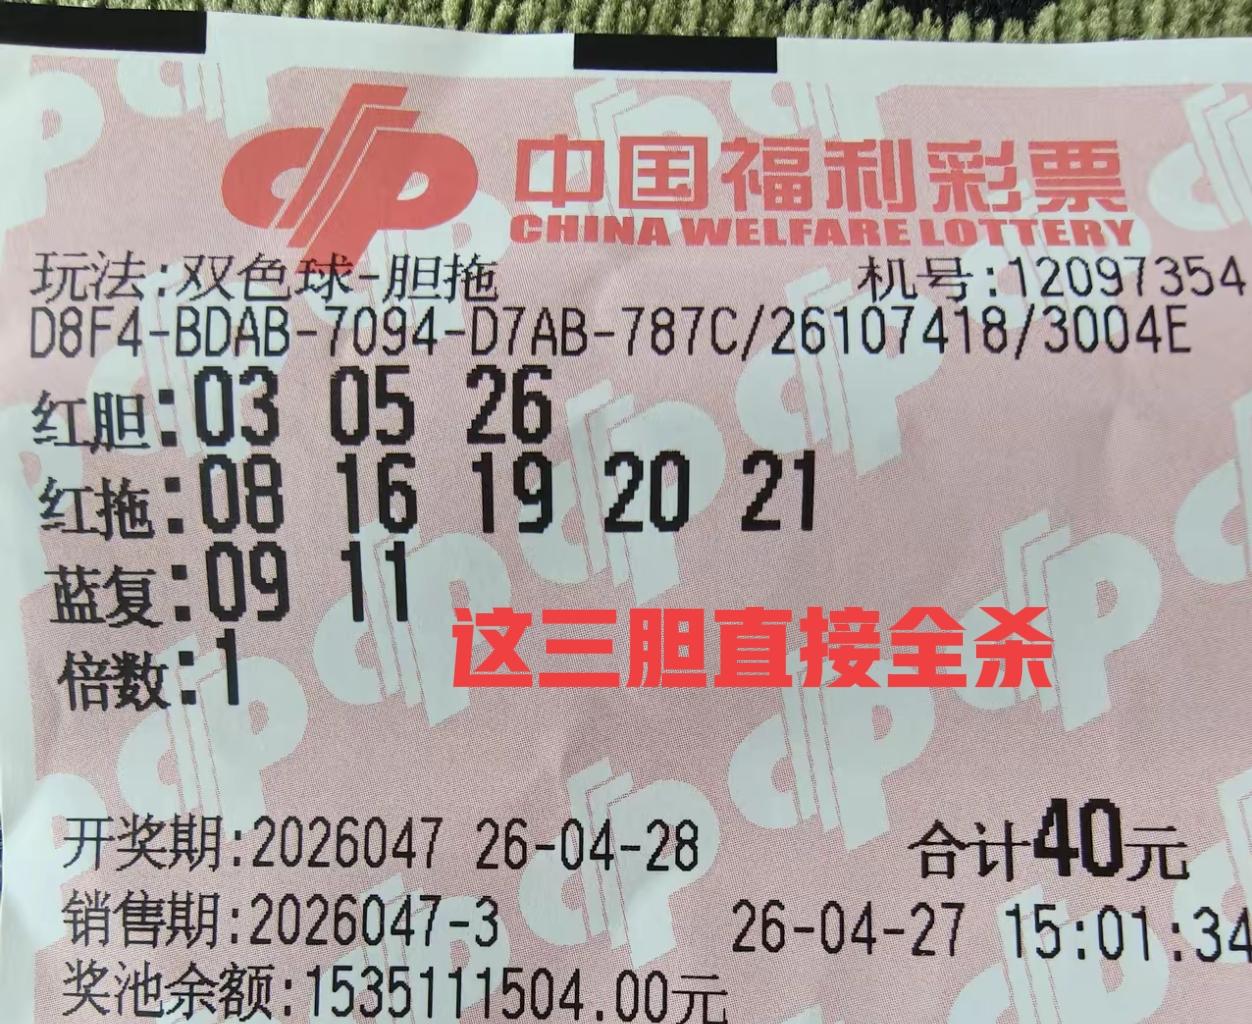 中国福利彩票
CHINA WELFARE LOTTERY
玩法:双色球-胆拖 机号:12097354
D8F4-BDAB-7094-D7AB-787C/26107418/3004E
红胆:03 05 26
红拖:08 16 19 20 21
蓝复:09 11
这三胆直接全杀
倍数:1
开奖期:2026047 26-04-28 合计40元
销售期:2026047-3 26-04-27 15:01:34
奖池余额:1535111504.00元